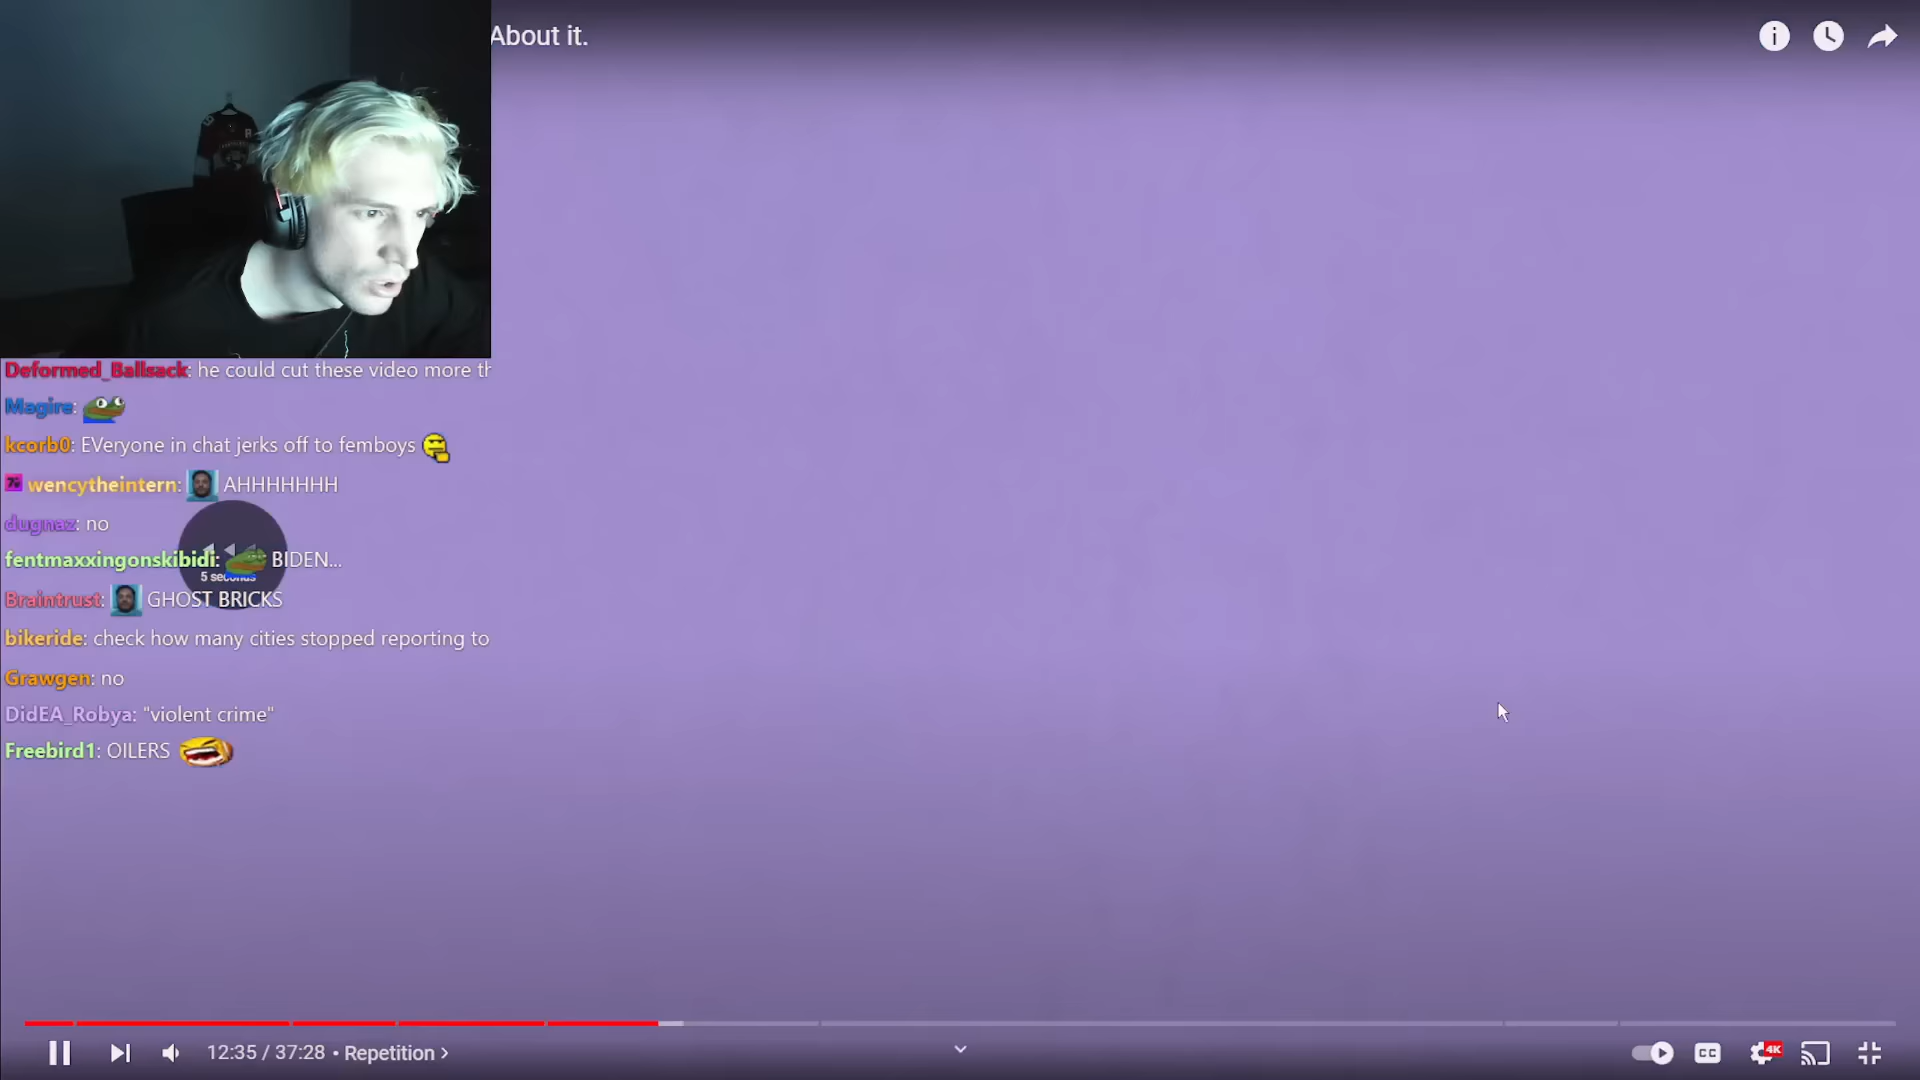 About it.
Deformed_Ballsack: he could cut these video more th
Magire:
kcorb0: EVeryone in chat jerks off to femboys
wencytheintern: AHHHHHHH
dugnaz: no
fentmaxxingonskibidi: BIDEN...
5 seconds
Braintrust: GHOST BRICKS
bikeride: check how many cities stopped reporting to
Grawgen: no
DidEA_Robya: "violent crime"
Freebird1: OILERS
12:35 / 37:28 • Repetition >
CC
4K